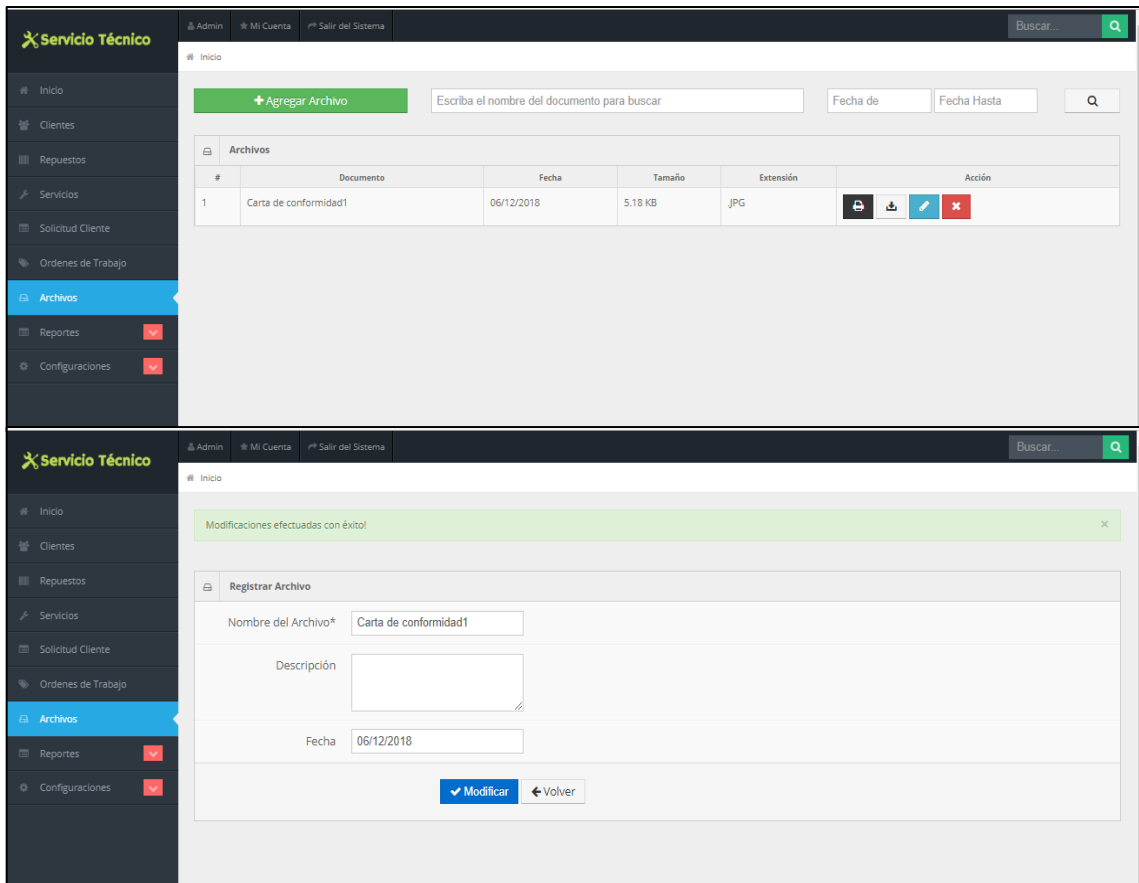 Servicio Técnico
Admin Mi Cuenta Salir del Sistema Buscar...
Inicio
Inicio
Clientes
Repuestos
Servicios
Solicitud Cliente
Ordenes de Trabajo
Archivos
Reportes
Configuraciones
Agregar Archivo Escriba el nombre del documento para buscar Fecha de Fecha Hasta
Archivos
# Documento Fecha Tamaño Extensión Acción
1 Carta de conformidad1 06/12/2018 5.18 KB .JPG
Servicio Técnico
Admin Mi Cuenta Salir del Sistema Buscar...
Inicio
Inicio
Clientes
Repuestos
Servicios
Solicitud Cliente
Ordenes de Trabajo
Archivos
Reportes
Configuraciones
Modificaciones efectuadas con éxito! ×
Registrar Archivo
Nombre del Archivo* Carta de conformidad1
Descripción
Fecha 06/12/2018
Modificar Volver